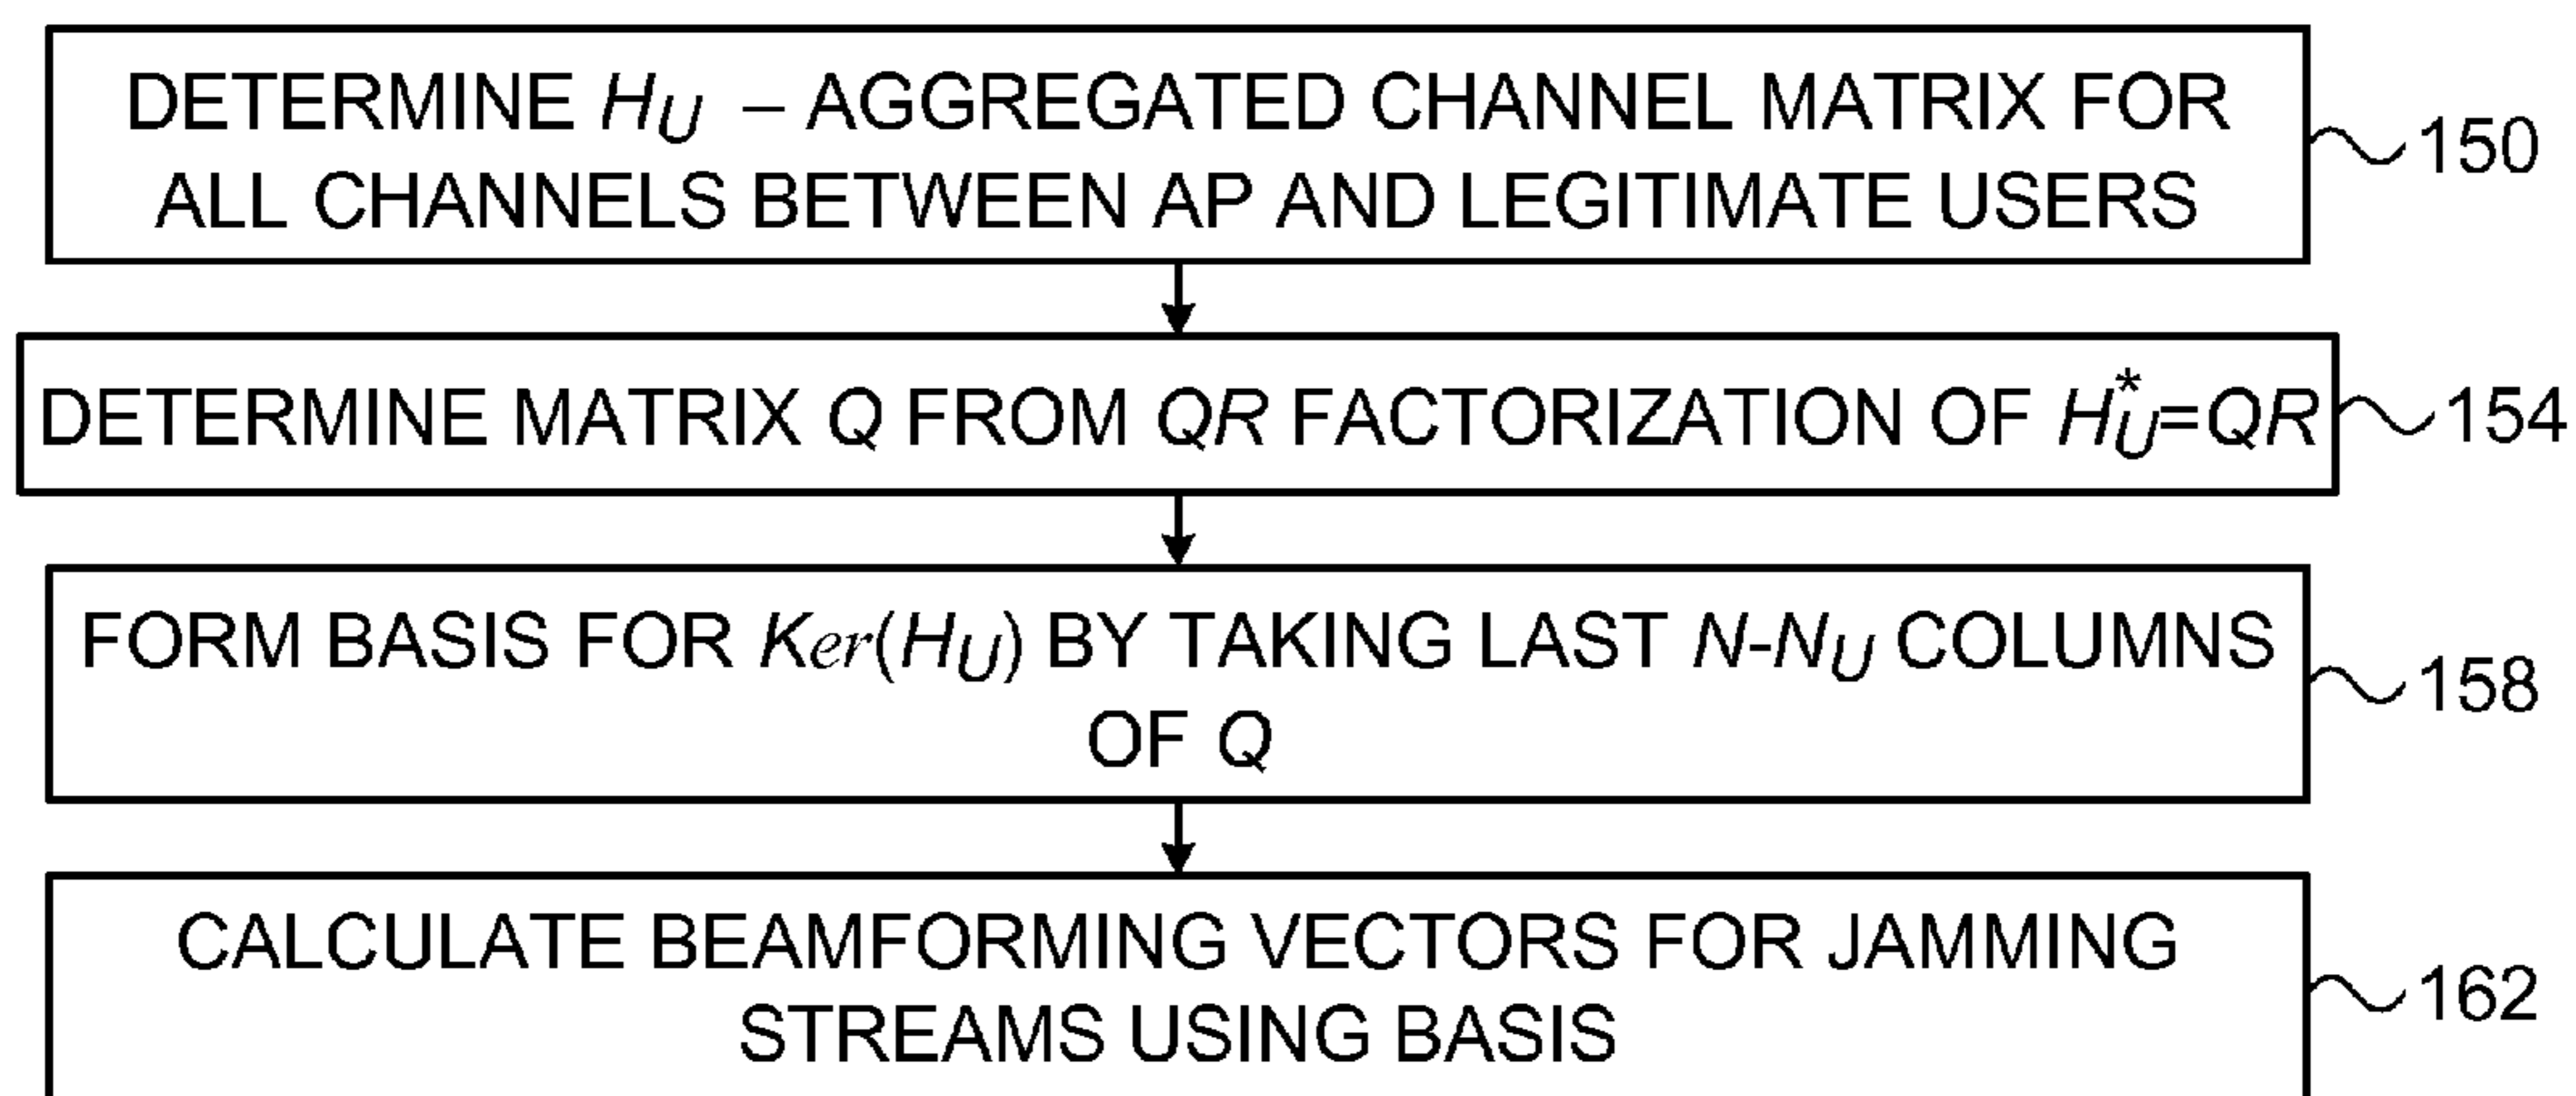 DETERMINE H_U – AGGREGATED CHANNEL MATRIX FOR
ALL CHANNELS BETWEEN AP AND LEGITIMATE USERS
150
DETERMINE MATRIX Q FROM QR FACTORIZATION OF H*_U=QR
154
FORM BASIS FOR Ker(H_U) BY TAKING LAST N-N_U COLUMNS
OF Q
158
CALCULATE BEAMFORMING VECTORS FOR JAMMING
STREAMS USING BASIS
162